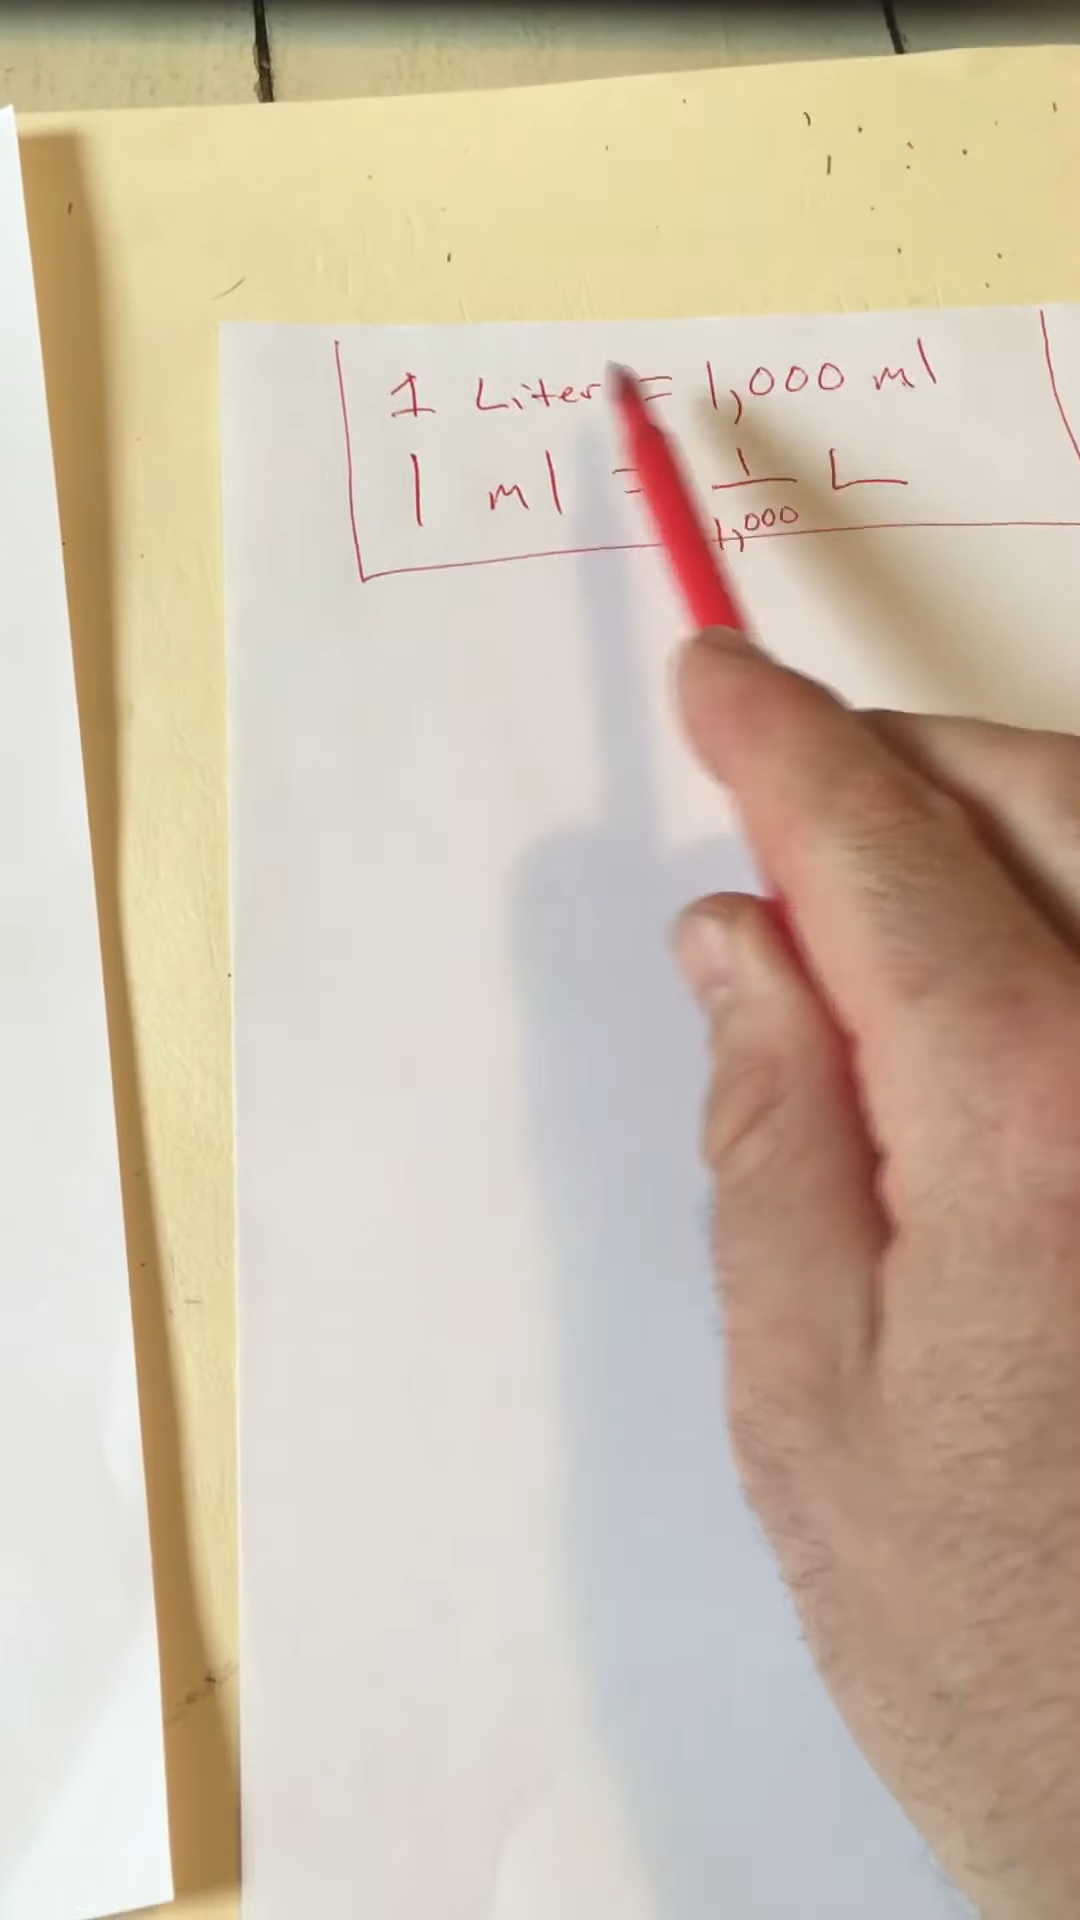 1 Liter = 1,000 ml
1 ml = 1/1,000 L